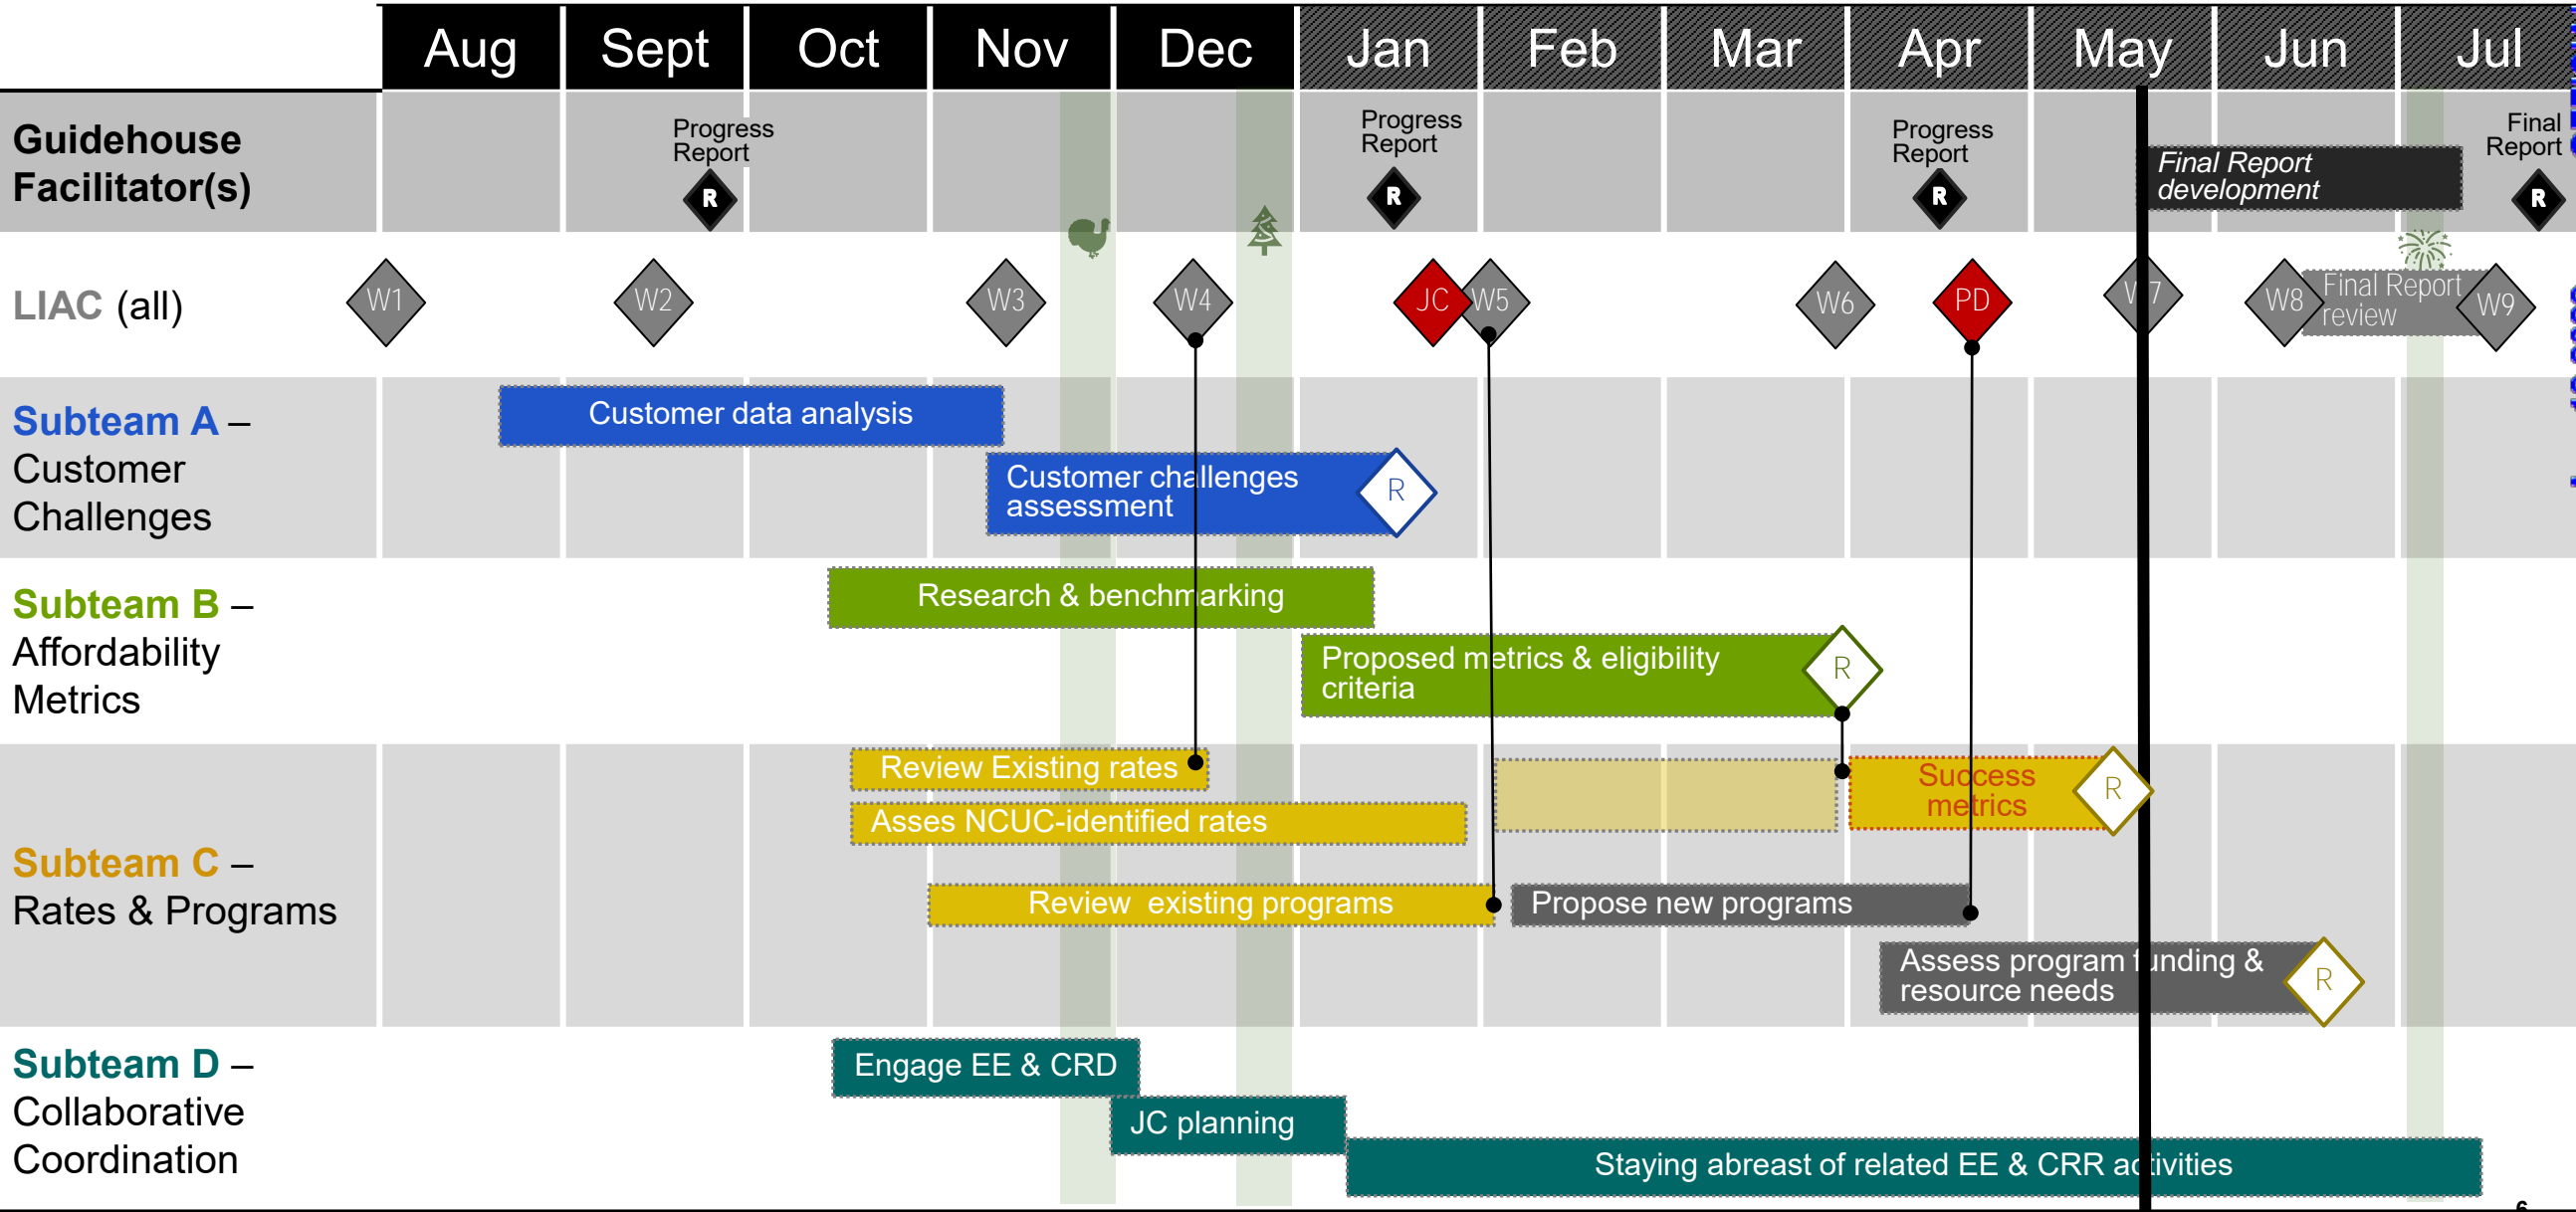 Aug Sept Oct Nov Dec Jan Feb Mar Apr May Jun Jul
Guidehouse
Facilitator(s)
Progress
Report
R
Progress
Report
R
Progress
Report
R
Final Report
development
Final
Report
R
LIAC (all)
W1
W2
W3
W4
JC
W5
W6
PD
W7
W8
Final Report
review
W9
Subteam A –
Customer
Challenges
Customer data analysis
Customer challenges
assessment
R
Subteam B –
Affordability
Metrics
Research & benchmarking
Proposed metrics & eligibility
criteria
R
Subteam C –
Rates & Programs
Review Existing rates
Asses NCUC-identified rates
Success
metrics
R
Review  existing programs
Propose new programs
Assess program funding &
resource needs
R
Subteam D –
Collaborative
Coordination
Engage EE & CRD
JC planning
Staying abreast of related EE & CRR activities